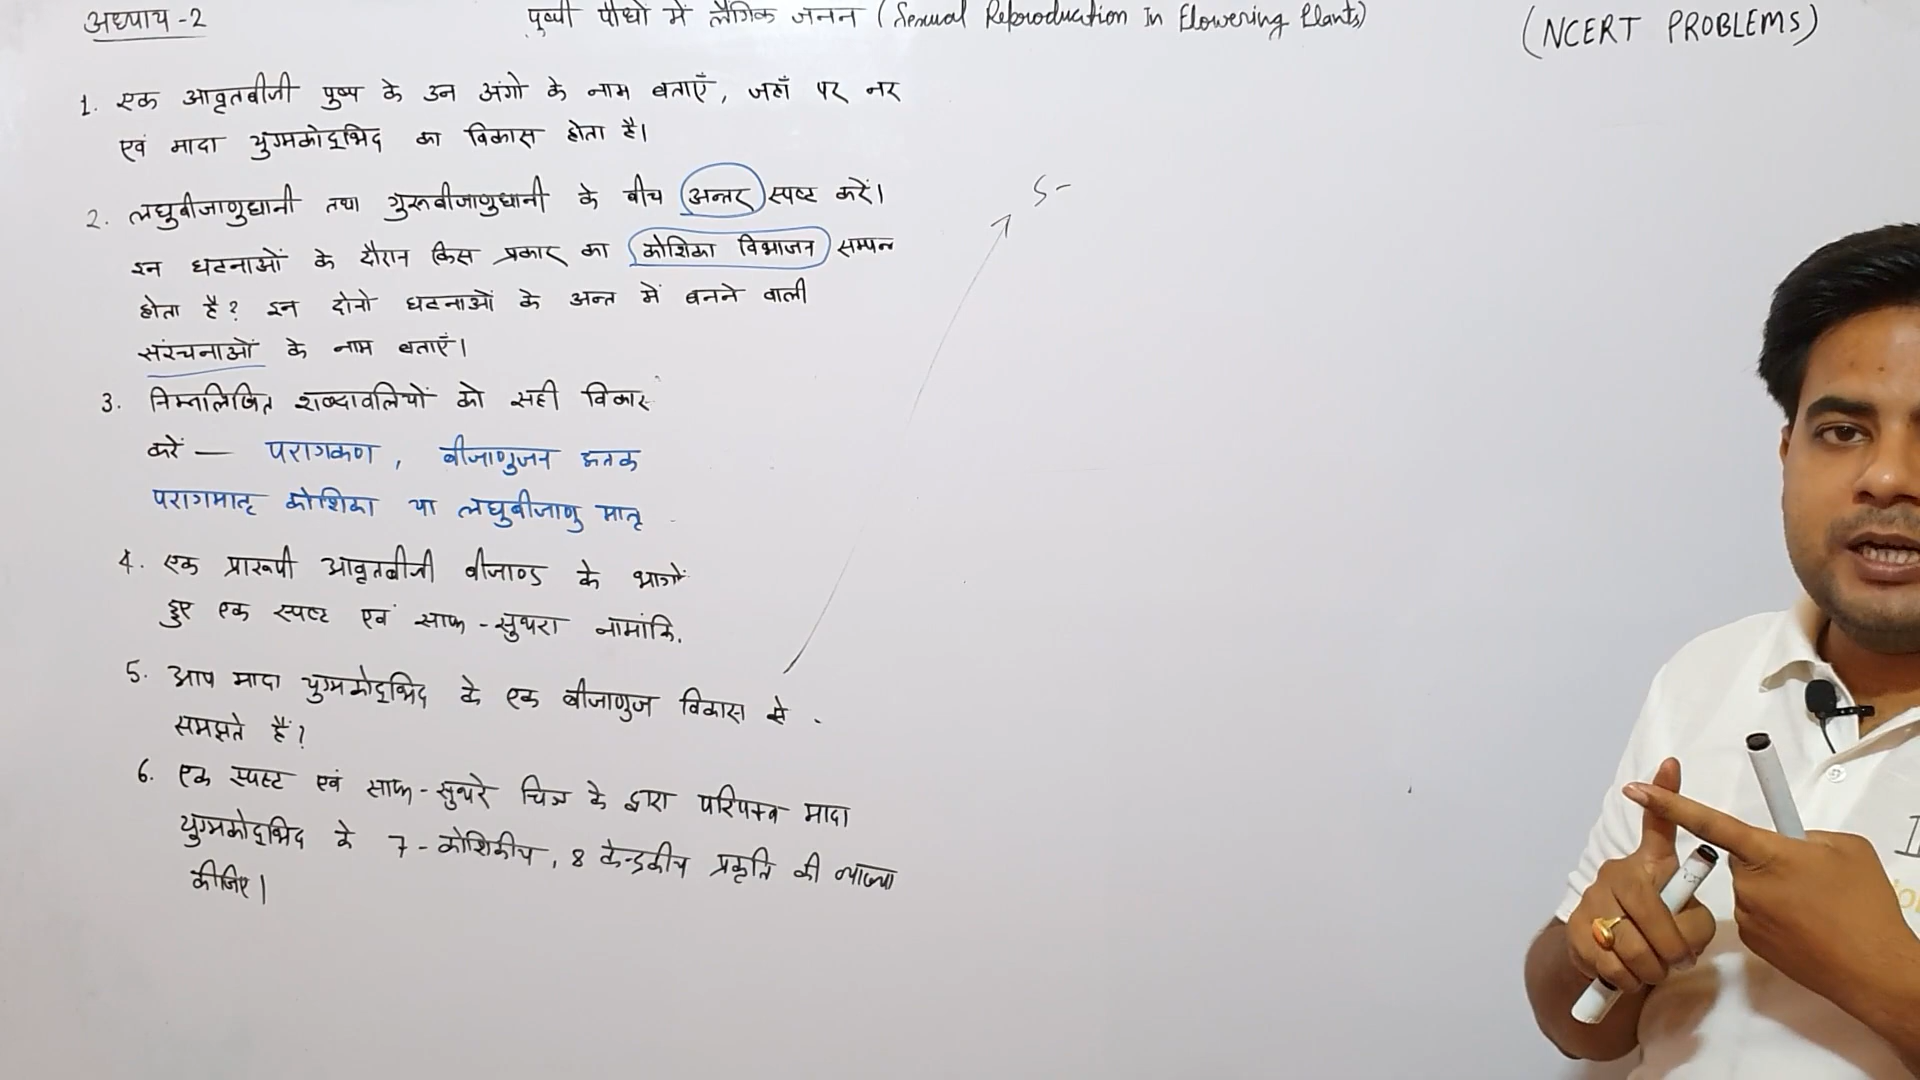 अध्याय -2
पुष्पी पौधों में लैंगिक जनन (Sexual Reproduction In Flowering Plants)
(NCERT PROBLEMS)
1. एक आवृतबीजी पुष्प के उन अंगो के नाम बताएँ, जहाँ पर नर
एवं मादा युग्मकोद्भिद का विकास होता है।
2. लघुबीजाणुधानी तथा गुरूबीजाणुधानी के बीच अन्तर स्पष्ट करें।
इन घटनाओं के दौरान किस प्रकार का कोशिका विभाजन सम्पन्न
होता है? इन दोनो घटनाओं के अन्त में बनने वाली
संरचनाओं के नाम बताएँ।
3. निम्नलिखित शब्दावलियों को सही विकास
करें — परागकण, बीजाणुजन ऊतक
परागमातृ कोशिका या लघुबीजाणु मातृ
4. एक प्रारूपी आवृतबीजी बीजाण्ड के भागों
हुए एक स्पष्ट एवं साफ-सुथरा नामांकि
5. आप मादा युग्मकोद्भिद के एक बीजाणुज विकास से
समझते हैं?
6. एक स्पष्ट एवं साफ-सुथरे चित्र के द्वारा परिपक्व मादा
युग्मकोद्भिद के 7-कोशिकीय, 8 केन्द्रकीय प्रकृति की व्याख्या
कीजिए।
5-